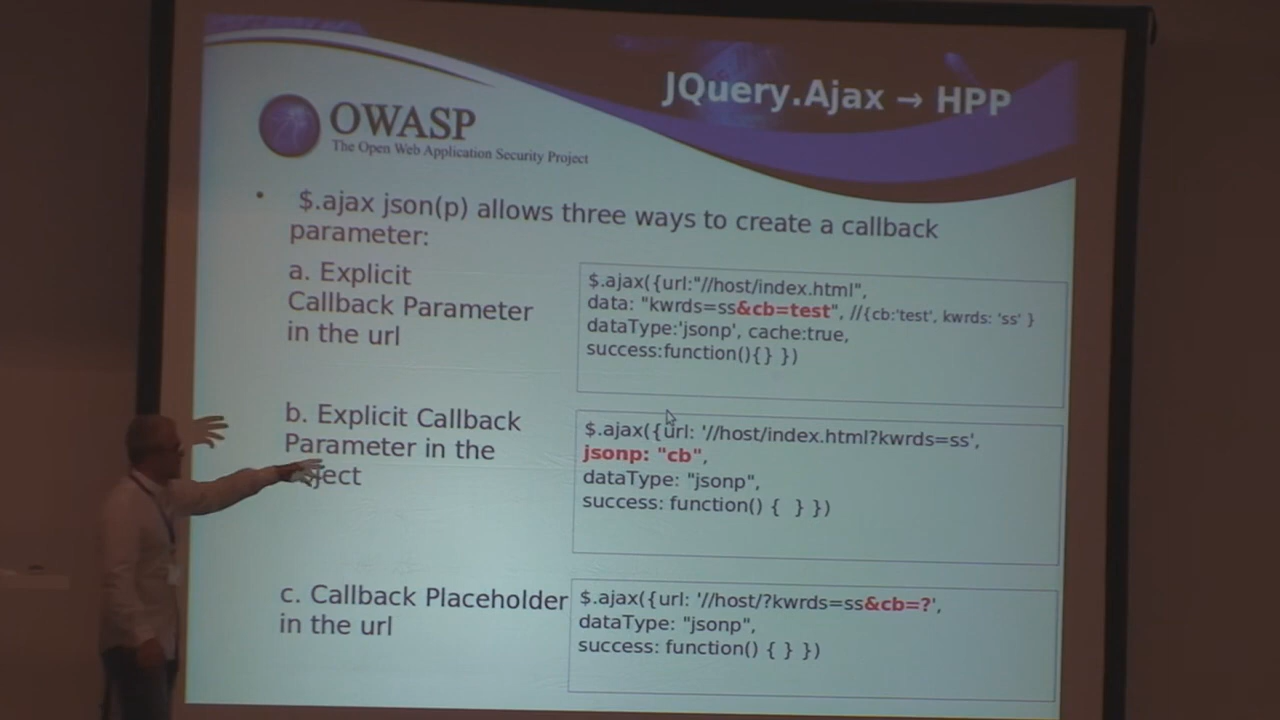 JQuery.Ajax → HPP
OWASP
The Open Web Application Security Project
• $.ajax json(p) allows three ways to create a callback
parameter:
a. Explicit
Callback Parameter
in the url
$.ajax({url:"//host/index.html",
data: "kwrds=ss&cb=test", //{cb:'test', kwrds: 'ss' }
dataType:'jsonp', cache:true,
success:function(){} })
b. Explicit Callback
Parameter in the
$.ajax({url: '//host/index.html?kwrds=ss',
jsonp: "cb",
dataType: "jsonp",
success: function() { } })
c. Callback Placeholder
in the url
$.ajax({url: '//host/?kwrds=ss&cb=?',
dataType: "jsonp",
success: function() { } })